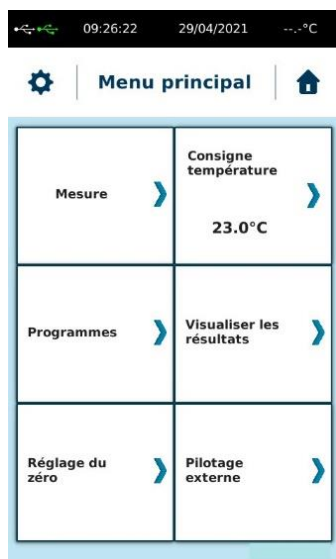 09:26:22 29/04/2021 --.-°C
Menu principal
Mesure
Consigne
température
23.0°C
Programmes
Visualiser les
résultats
Réglage du
zéro
Pilotage
externe